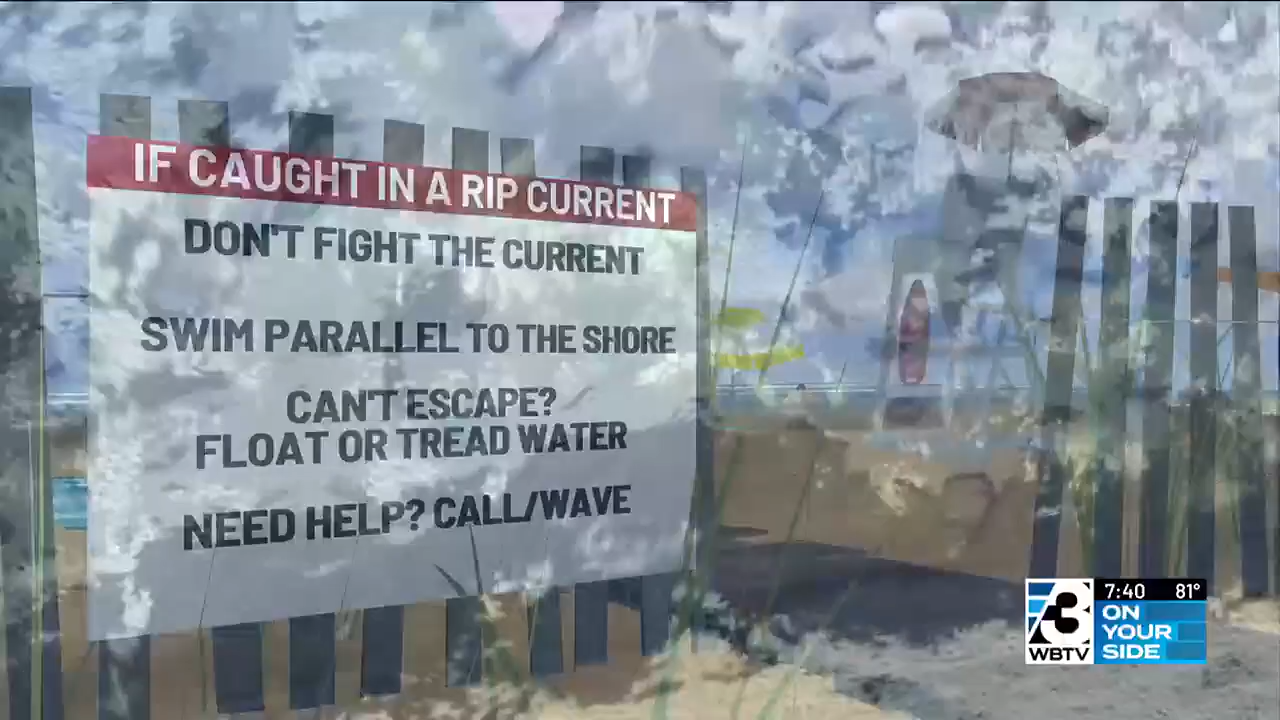 IF CAUGHT IN A RIP CURRENT
DON'T FIGHT THE CURRENT
SWIM PARALLEL TO THE SHORE
CAN'T ESCAPE?
FLOAT OR TREAD WATER
NEED HELP? CALL/WAVE
3
WBTV
7:40 81°
ON
YOUR
SIDE